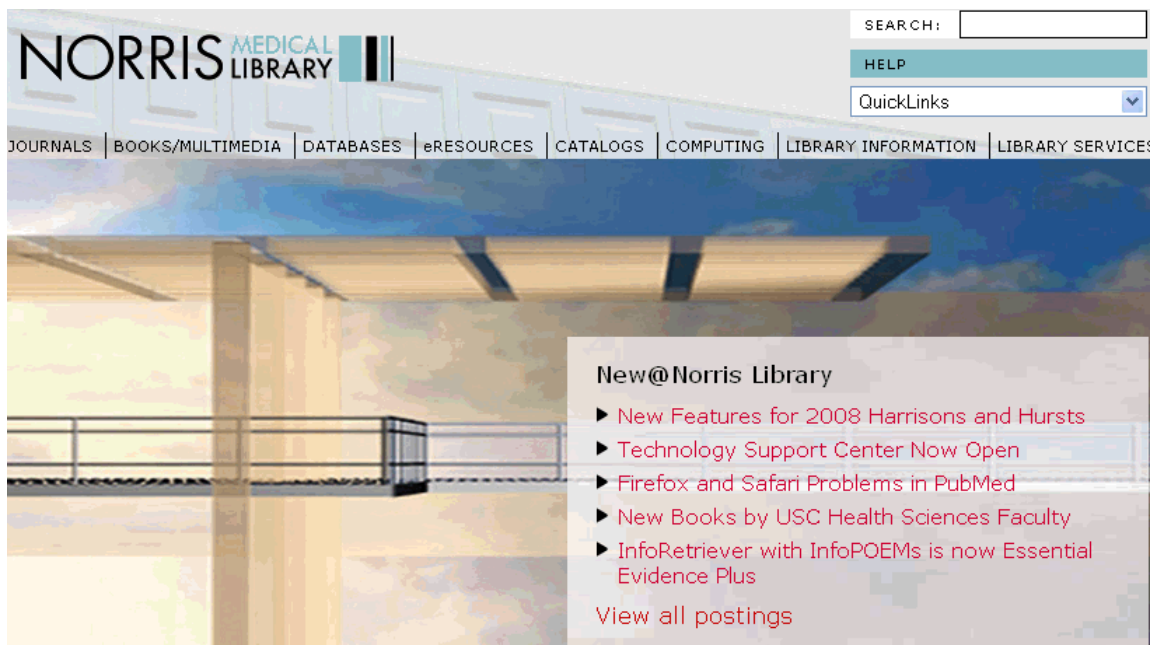 NORRIS MEDICAL LIBRARY
SEARCH:
HELP
QuickLinks
JOURNALS BOOKS/MULTIMEDIA DATABASES eRESOURCES CATALOGS COMPUTING LIBRARY INFORMATION LIBRARY SERVICES
New@Norris Library
New Features for 2008 Harrisons and Hursts
Technology Support Center Now Open
Firefox and Safari Problems in PubMed
New Books by USC Health Sciences Faculty
InfoRetriever with InfoPOEMs is now Essential
Evidence Plus
View all postings